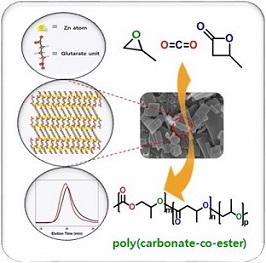 = Zn atom
= Glutarate unit
O
O=C=O
O
O
Elution Time (min)
O
O
m
O
O
n
O
p
poly(carbonate-co-ester)